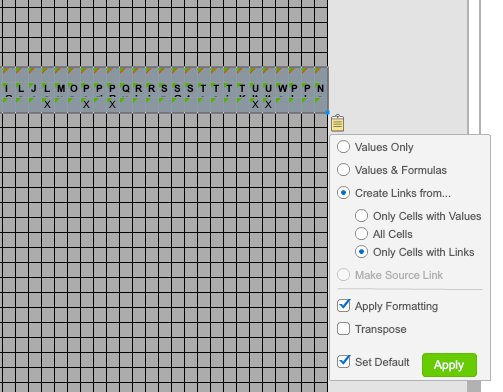 I L J L M O P P P Q R R S S S T T T T U U W P P N
X X X X X
Values Only
Values & Formulas
Create Links from...
Only Cells with Values
All Cells
Only Cells with Links
Make Source Link
Apply Formatting
Transpose
Set Default
Apply